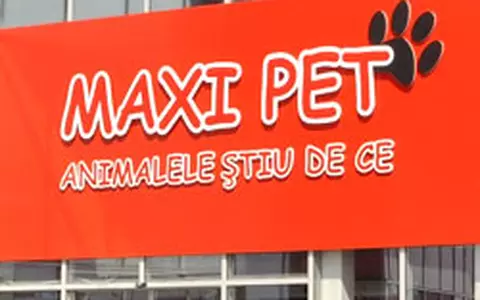 MAXI PET
ANIMALELE ŞTIU DE CE